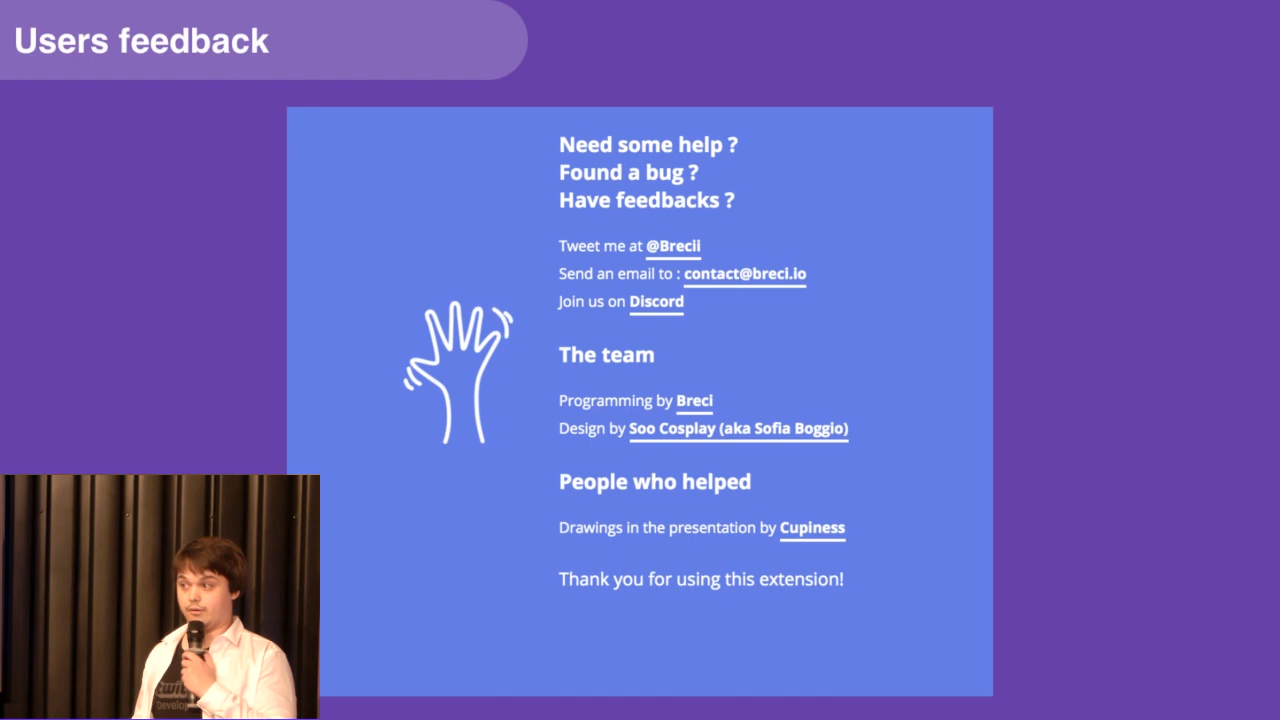 Users feedback
Need some help ?
Found a bug ?
Have feedbacks ?
Tweet me at @Brecii
Send an email to : contact@breci.io
Join us on Discord
The team
Programming by Breci
Design by Soo Cosplay (aka Sofia Boggio)
People who helped
Drawings in the presentation by Cupiness
Thank you for using this extension!